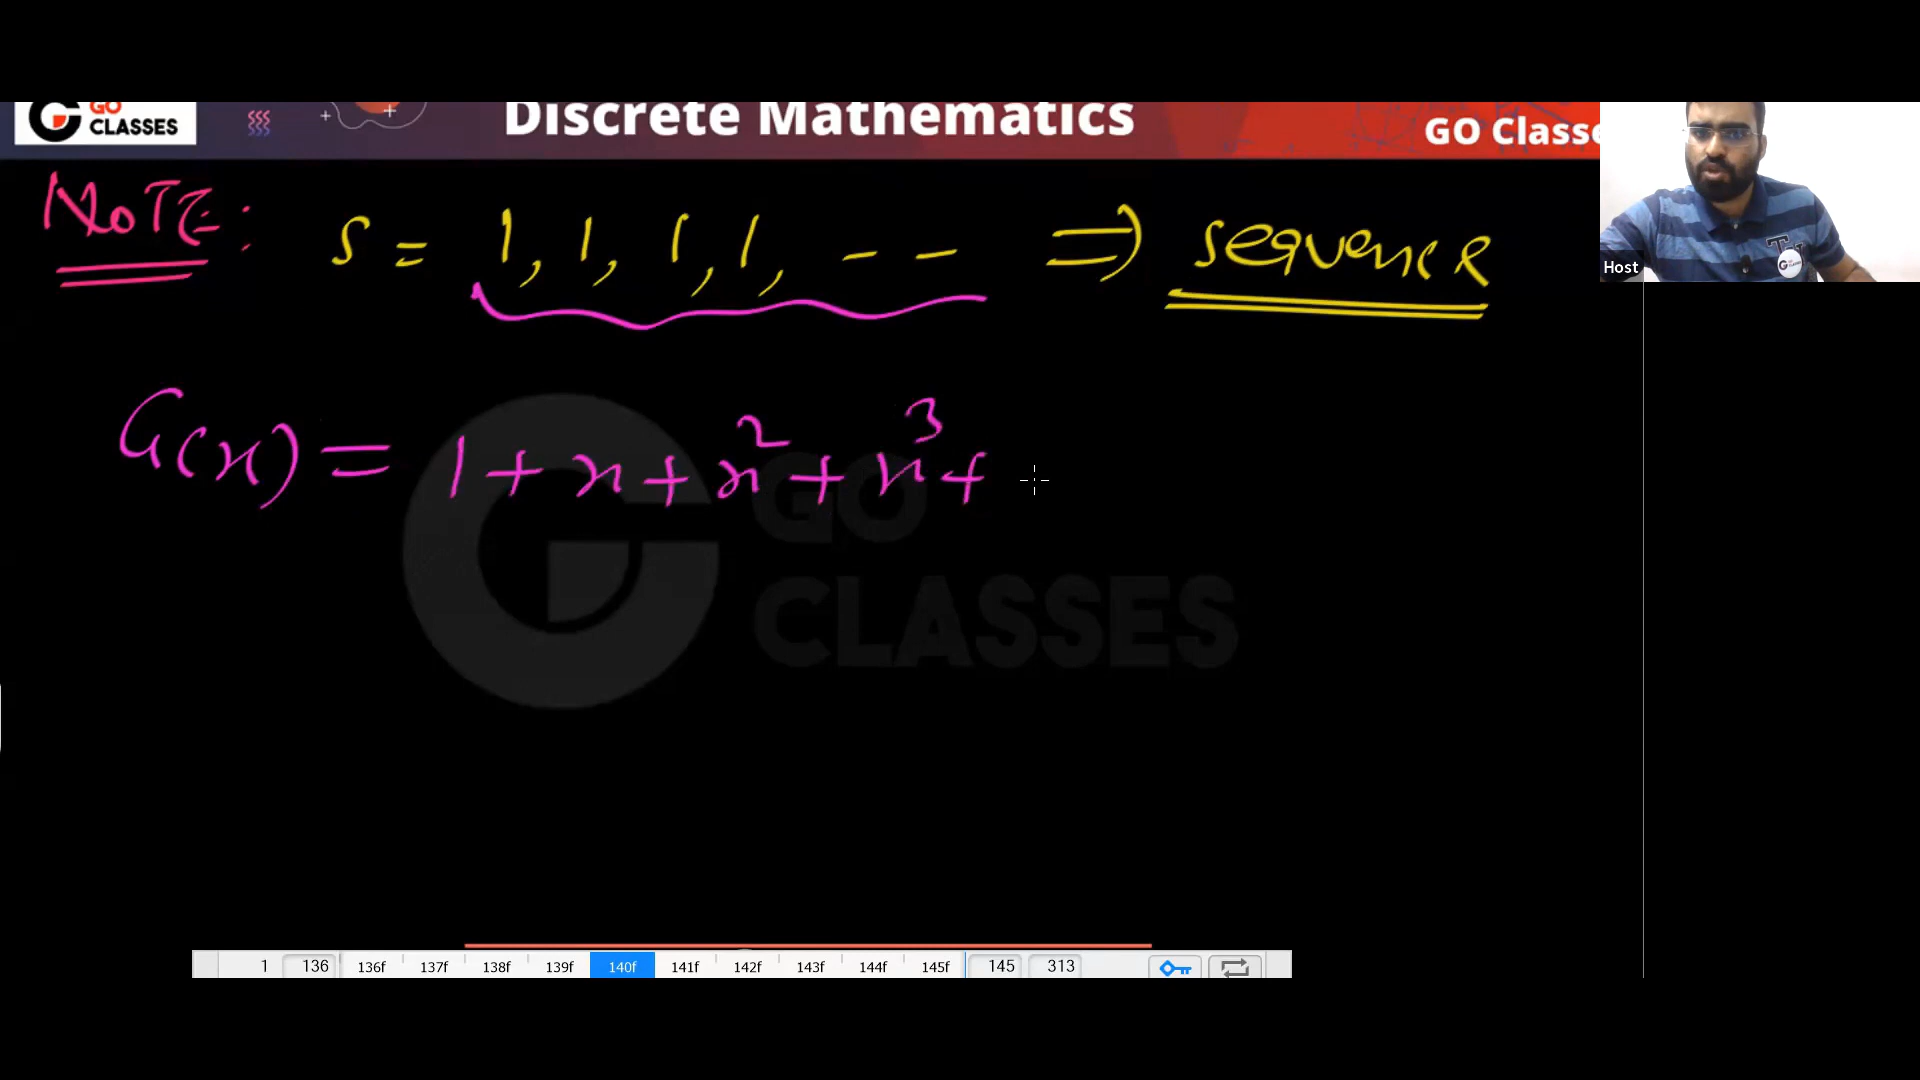 GO
CLASSES
Discrete Mathematics
GO Classe
NOTE: S = 1, 1, 1, 1, - - ⇒ sequence
Host
G(x) = 1 + x + x² + x³ +
GO
CLASSES
1 136 136f 137f 138f 139f 140f 141f 142f 143f 144f 145f 145 313